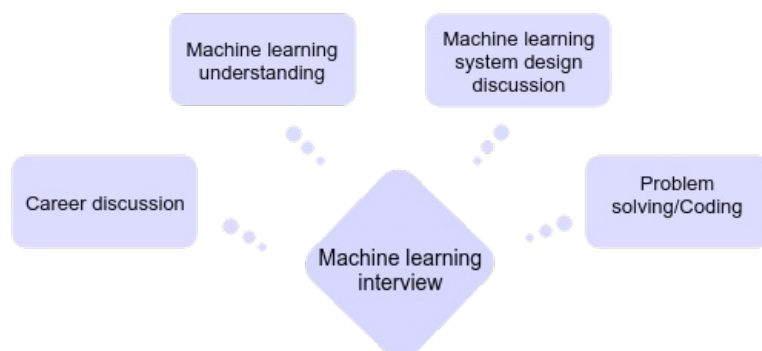 Machine learning
understanding
Machine learning
system design
discussion
Career discussion
Problem
solving/Coding
Machine learning
interview